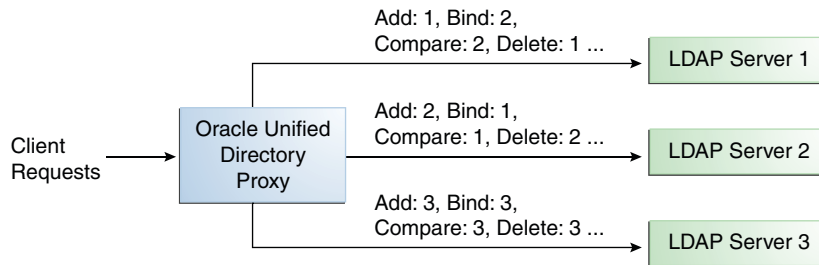 Add: 1, Bind: 2,
Compare: 2, Delete: 1 ...
LDAP Server 1
Client
Requests
Oracle Unified
Directory
Proxy
Add: 2, Bind: 1,
Compare: 1, Delete: 2 ...
LDAP Server 2
Add: 3, Bind: 3,
Compare: 3, Delete: 3 ...
LDAP Server 3